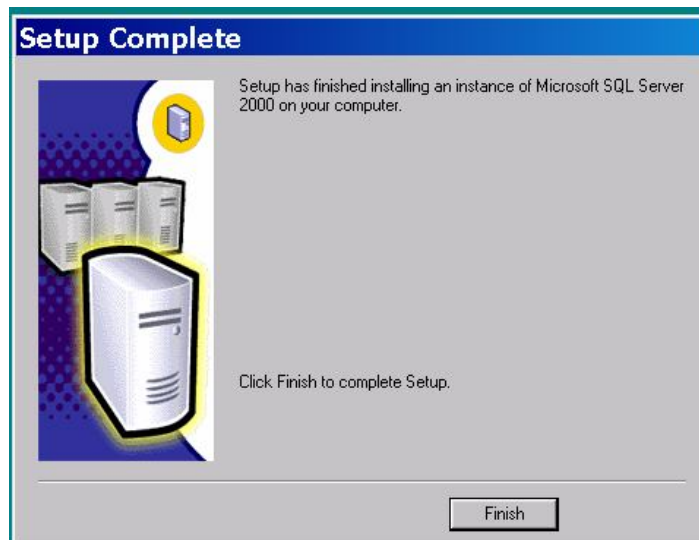 Setup Complete
Setup has finished installing an instance of Microsoft SQL Server
2000 on your computer.
Click Finish to complete Setup.
Finish